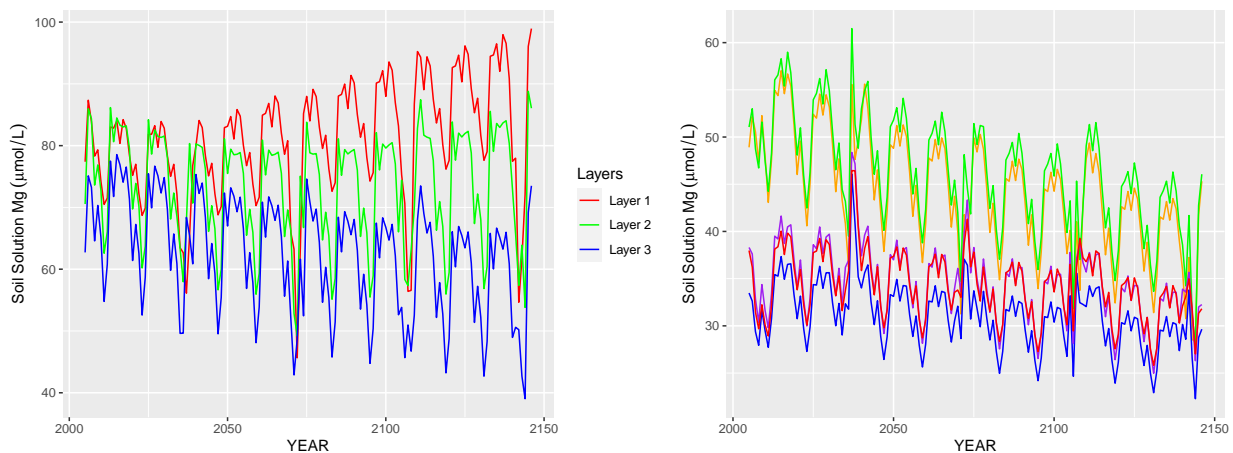 Soil Solution Mg (µmol/L)
100
80
60
40
2000
2050
2100
2150
YEAR
Layers
Layer 1
Layer 2
Layer 3
Soil Solution Mg (µmol/L)
60
50
40
30
2000
2050
2100
2150
YEAR